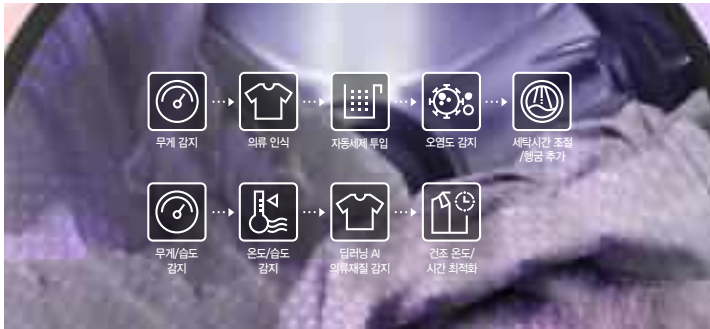 무게 감지
의류 인식
자동세제 투입
오염도 감지
세탁시간 조절
/헹굼 추가
무게/습도
감지
온도/습도
감지
딥러닝 AI
의류재질 감지
건조 온도/
시간 최적화